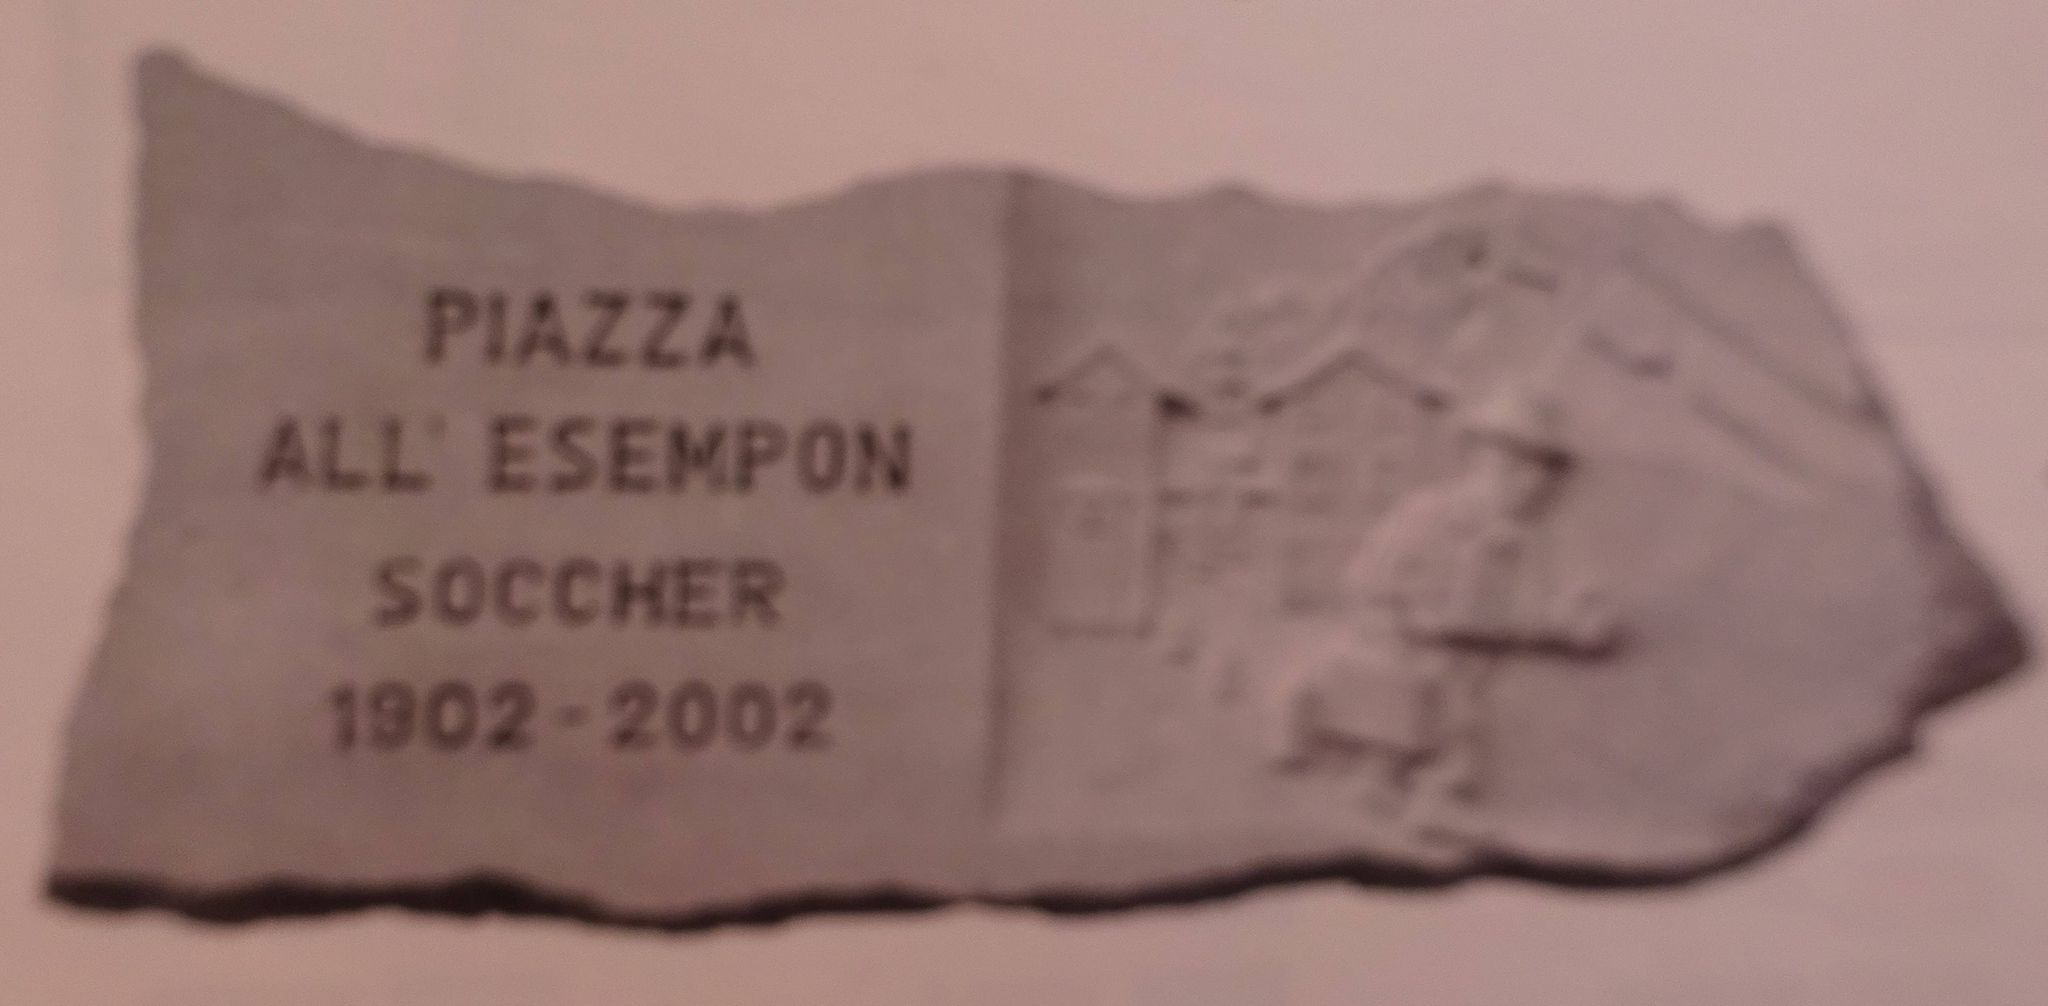 PIAZZA
ALL' ESEMPON
SOCCHER
1902-2002